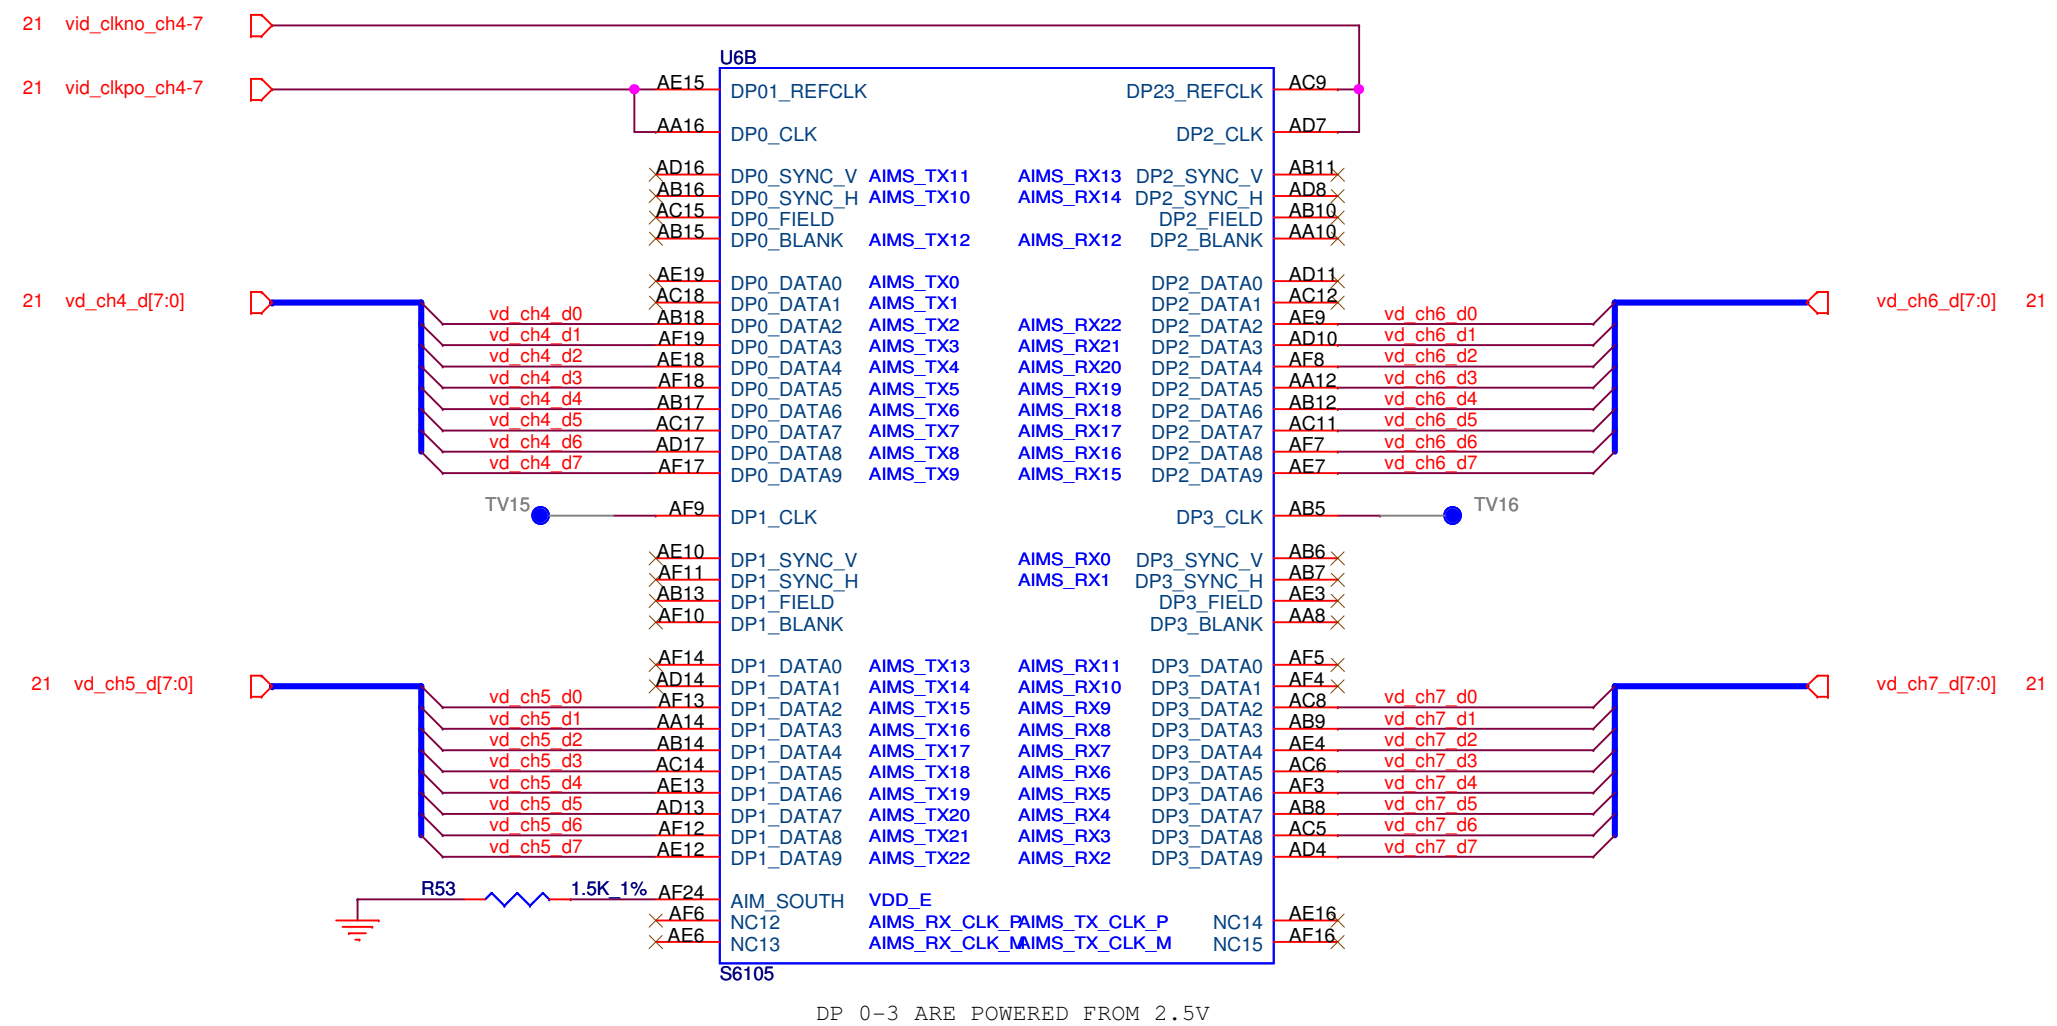 21 vid_clkno_ch4-7
U6B
21 vid_clkpo_ch4-7 AE15 DP01_REFCLK DP23_REFCLK AC9
AA16 DP0_CLK DP2_CLK AD7
AD16 DP0_SYNC_V AIMS_TX11 AIMS_RX13 DP2_SYNC_V AB11
AB16 DP0_SYNC_H AIMS_TX10 AIMS_RX14 DP2_SYNC_H AD8
AC15 DP0_FIELD DP2_FIELD AB10
AB15 DP0_BLANK AIMS_TX12 AIMS_RX12 DP2_BLANK AA10
AE19 DP0_DATA0 AIMS_TX0 DP2_DATA0 AD11
21 vd_ch4_d[7:0] AC18 DP0_DATA1 AIMS_TX1 DP2_DATA1 AC12 vd_ch6_d[7:0] 21
vd_ch4_d0 AB18 DP0_DATA2 AIMS_TX2 AIMS_RX22 DP2_DATA2 AE9 vd_ch6_d0
vd_ch4_d1 AF19 DP0_DATA3 AIMS_TX3 AIMS_RX21 DP2_DATA3 AD10 vd_ch6_d1
vd_ch4_d2 AE18 DP0_DATA4 AIMS_TX4 AIMS_RX20 DP2_DATA4 AF8 vd_ch6_d2
vd_ch4_d3 AF18 DP0_DATA5 AIMS_TX5 AIMS_RX19 DP2_DATA5 AA12 vd_ch6_d3
vd_ch4_d4 AB17 DP0_DATA6 AIMS_TX6 AIMS_RX18 DP2_DATA6 AB12 vd_ch6_d4
vd_ch4_d5 AC17 DP0_DATA7 AIMS_TX7 AIMS_RX17 DP2_DATA7 AC11 vd_ch6_d5
vd_ch4_d6 AD17 DP0_DATA8 AIMS_TX8 AIMS_RX16 DP2_DATA8 AF7 vd_ch6_d6
vd_ch4_d7 AF17 DP0_DATA9 AIMS_TX9 AIMS_RX15 DP2_DATA9 AE7 vd_ch6_d7
TV15 AF9 DP1_CLK DP3_CLK AB5 TV16
AE10 DP1_SYNC_V AIMS_RX0 DP3_SYNC_V AB6
AF11 DP1_SYNC_H AIMS_RX1 DP3_SYNC_H AB7
AB13 DP1_FIELD DP3_FIELD AE3
AF10 DP1_BLANK DP3_BLANK AA8
AF14 DP1_DATA0 AIMS_TX13 AIMS_RX11 DP3_DATA0 AF5
21 vd_ch5_d[7:0] AD14 DP1_DATA1 AIMS_TX14 AIMS_RX10 DP3_DATA1 AF4 vd_ch7_d[7:0] 21
vd_ch5_d0 AF13 DP1_DATA2 AIMS_TX15 AIMS_RX9 DP3_DATA2 AC8 vd_ch7_d0
vd_ch5_d1 AA14 DP1_DATA3 AIMS_TX16 AIMS_RX8 DP3_DATA3 AB9 vd_ch7_d1
vd_ch5_d2 AB14 DP1_DATA4 AIMS_TX17 AIMS_RX7 DP3_DATA4 AE4 vd_ch7_d2
vd_ch5_d3 AC14 DP1_DATA5 AIMS_TX18 AIMS_RX6 DP3_DATA5 AC6 vd_ch7_d3
vd_ch5_d4 AE13 DP1_DATA6 AIMS_TX19 AIMS_RX5 DP3_DATA6 AF3 vd_ch7_d4
vd_ch5_d5 AD13 DP1_DATA7 AIMS_TX20 AIMS_RX4 DP3_DATA7 AB8 vd_ch7_d5
vd_ch5_d6 AF12 DP1_DATA8 AIMS_TX21 AIMS_RX3 DP3_DATA8 AC5 vd_ch7_d6
vd_ch5_d7 AE12 DP1_DATA9 AIMS_TX22 AIMS_RX2 DP3_DATA9 AD4 vd_ch7_d7
R53 1.5K_1% AF24 AIM_SOUTH VDD_E
AF6 NC12 AIMS_RX_CLK_P AIMS_TX_CLK_P NC14 AE16
AE6 NC13 AIMS_RX_CLK_M AIMS_TX_CLK_M NC15 AF16
S6105
DP 0-3 ARE POWERED FROM 2.5V